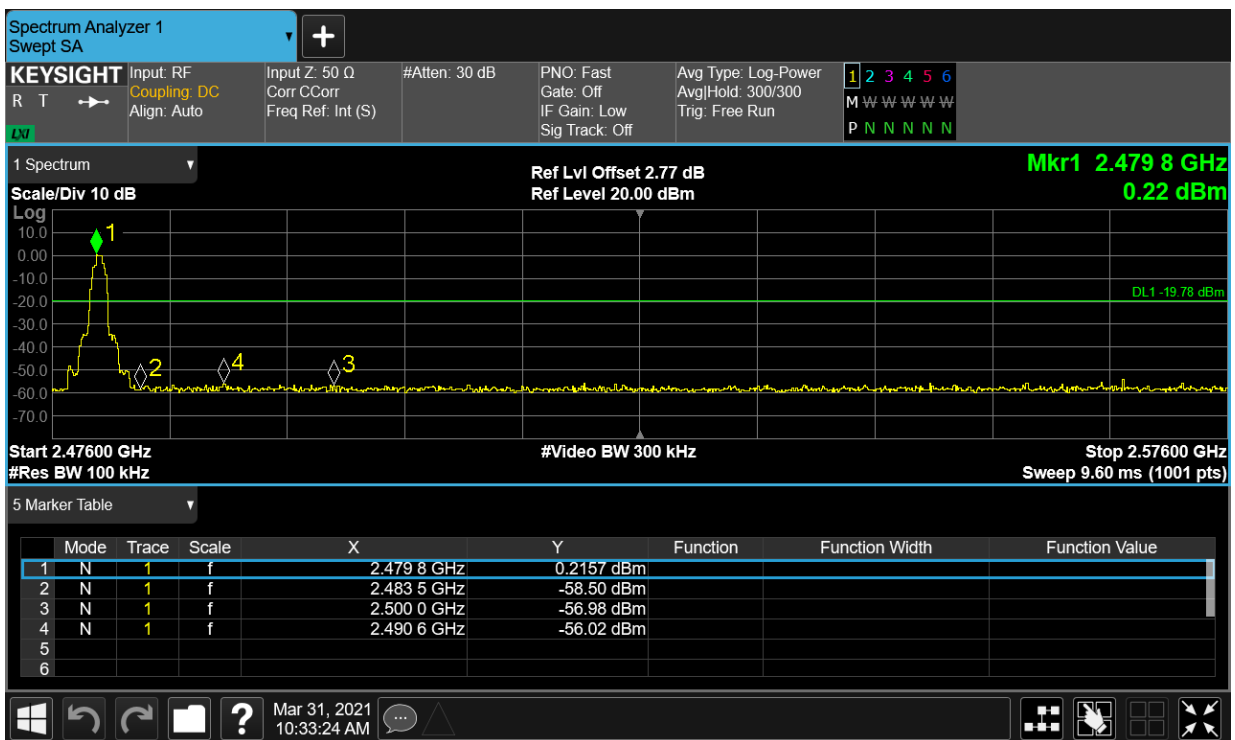 Spectrum Analyzer 1
Swept SA
KEYSIGHT
R T
LXI
Input: RF
Coupling: DC
Align: Auto
Input Z: 50 Ω
Corr CCorr
Freq Ref: Int (S)
#Atten: 30 dB
PNO: Fast
Gate: Off
IF Gain: Low
Sig Track: Off
Avg Type: Log-Power
Avg|Hold: 300/300
Trig: Free Run
1 2 3 4 5 6
M W W W W W
P N N N N N
1 Spectrum
Scale/Div 10 dB
Ref Lvl Offset 2.77 dB
Ref Level 20.00 dBm
Mkr1 2.479 8 GHz
0.22 dBm
Log
10.0
0.00
-10.0
-20.0
-30.0
-40.0
-50.0
-60.0
-70.0
1
2
4
3
DL1 -19.78 dBm
Start 2.47600 GHz
#Res BW 100 kHz
#Video BW 300 kHz
Stop 2.57600 GHz
Sweep 9.60 ms (1001 pts)
5 Marker Table
Mode Trace Scale X Y Function Function Width Function Value
1 N 1 f 2.479 8 GHz 0.2157 dBm
2 N 1 f 2.483 5 GHz -58.50 dBm
3 N 1 f 2.500 0 GHz -56.98 dBm
4 N 1 f 2.490 6 GHz -56.02 dBm
5
6
?
Mar 31, 2021
10:33:24 AM